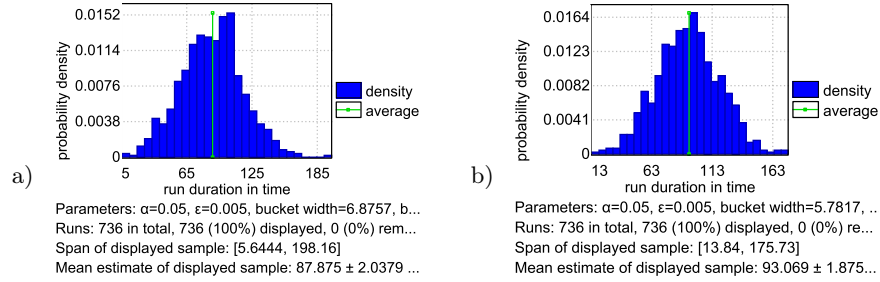 0.0152
0.0114
0.0076
0.0038
0
probability density
5 65 125 185
run duration in time
density
average
a)
Parameters: α=0.05, ε=0.005, bucket width=6.8757, b...
Runs: 736 in total, 736 (100%) displayed, 0 (0%) rem...
Span of displayed sample: [5.6444, 198.16]
Mean estimate of displayed sample: 87.875 ± 2.0379 ...
0.0164
0.0123
0.0082
0.0041
0
probability density
13 63 113 163
run duration in time
density
average
b)
Parameters: α=0.05, ε=0.005, bucket width=5.7817, ..
Runs: 736 in total, 736 (100%) displayed, 0 (0%) re...
Span of displayed sample: [13.84, 175.73]
Mean estimate of displayed sample: 93.069 ± 1.875...